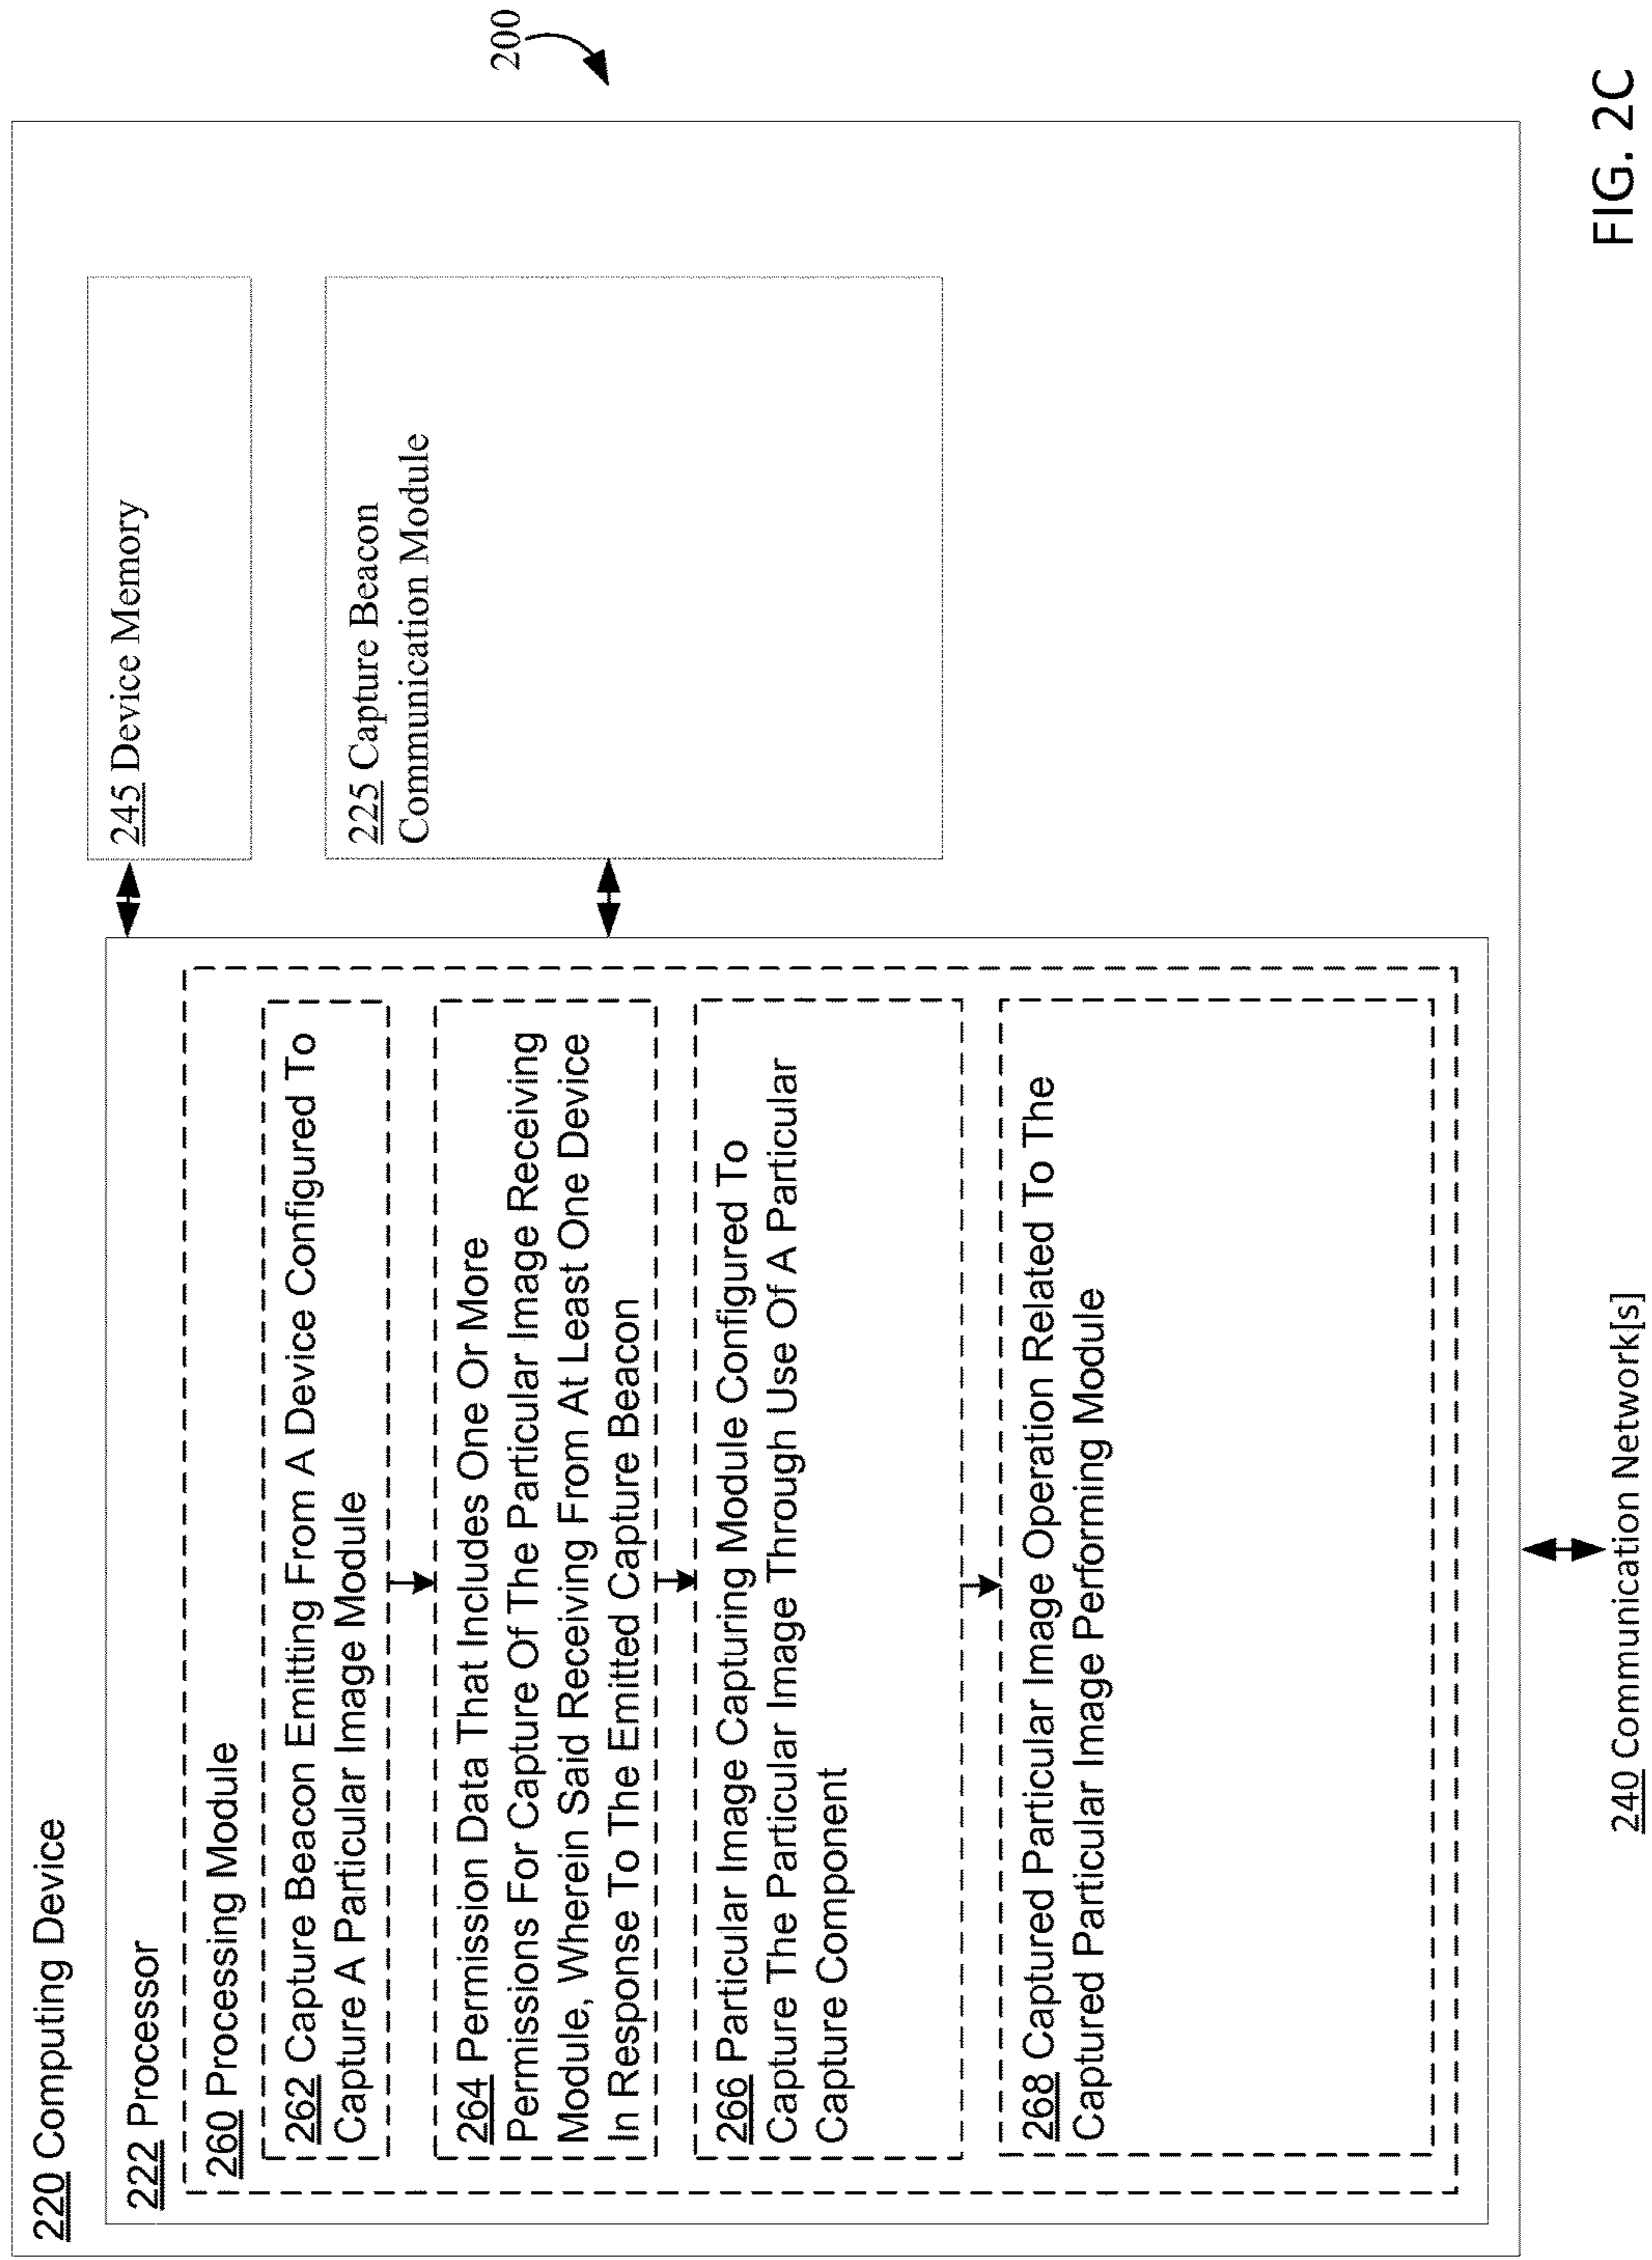 220 Computing Device
222 Processor
260 Processing Module
262 Capture Beacon Emitting From A Device Configured To
Capture A Particular Image Module
264 Permission Data That Includes One Or More
Permissions For Capture Of The Particular Image Receiving
Module, Wherein Said Receiving From At Least One Device
In Response To The Emitted Capture Beacon
266 Particular Image Capturing Module Configured To
Capture The Particular Image Through Use Of A Particular
Capture Component
268 Captured Particular Image Operation Related To The
Captured Particular Image Performing Module
245 Device Memory
225 Capture Beacon
Communication Module
200
240 Communication Network[s]
FIG. 2C